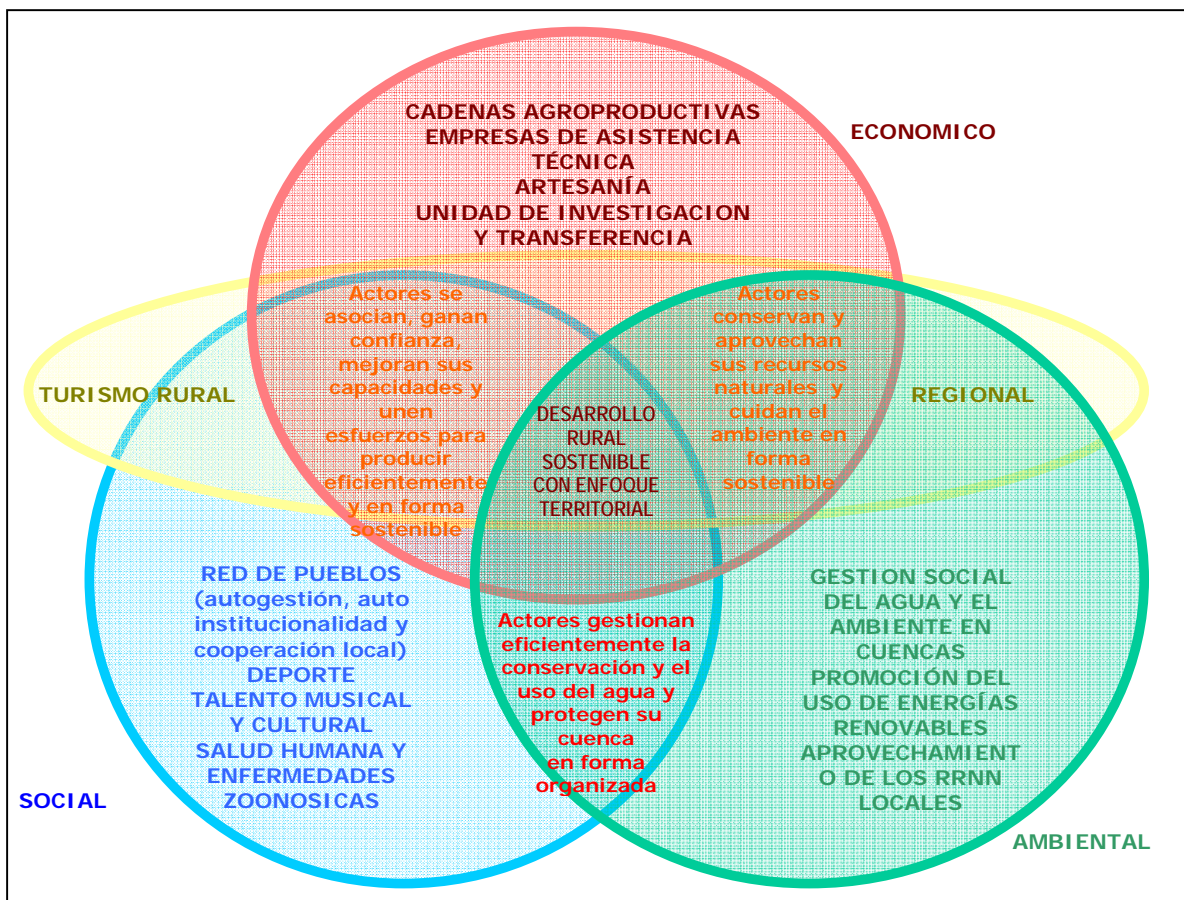 CADENAS AGROPRODUCTIVAS
EMPRESAS DE ASISTENCIA
TÉCNICA
ARTESANÍA
UNIDAD DE INVESTIGACION
Y TRANSFERENCIA
ECONOMICO
Actores se
asocian, ganan
confianza,
mejoran sus
capacidades y
unen
esfuerzos para
producir
eficientemente
y en forma
sostenible
Actores
conservan y
aprovechan
sus recursos
naturales y
cuidan el
ambiente en
forma
sostenible
TURISMO RURAL
REGIONAL
DESARROLLO
RURAL
SOSTENIBLE
CON ENFOQUE
TERRITORIAL
RED DE PUEBLOS
(autogestión, auto
institucionalidad y
cooperación local)
DEPORTE
TALENTO MUSICAL
Y CULTURAL
SALUD HUMANA Y
ENFERMEDADES
ZOONOSICAS
Actores gestionan
eficientemente la
conservación y el
uso del agua y
protegen su
cuenca
en forma
organizada
GESTION SOCIAL
DEL AGUA Y EL
AMBIENTE EN
CUENCAS
PROMOCIÓN DEL
USO DE ENERGÍAS
RENOVABLES
APROVECHAMIENT
O DE LOS RRNN
LOCALES
SOCIAL
AMBIENTAL